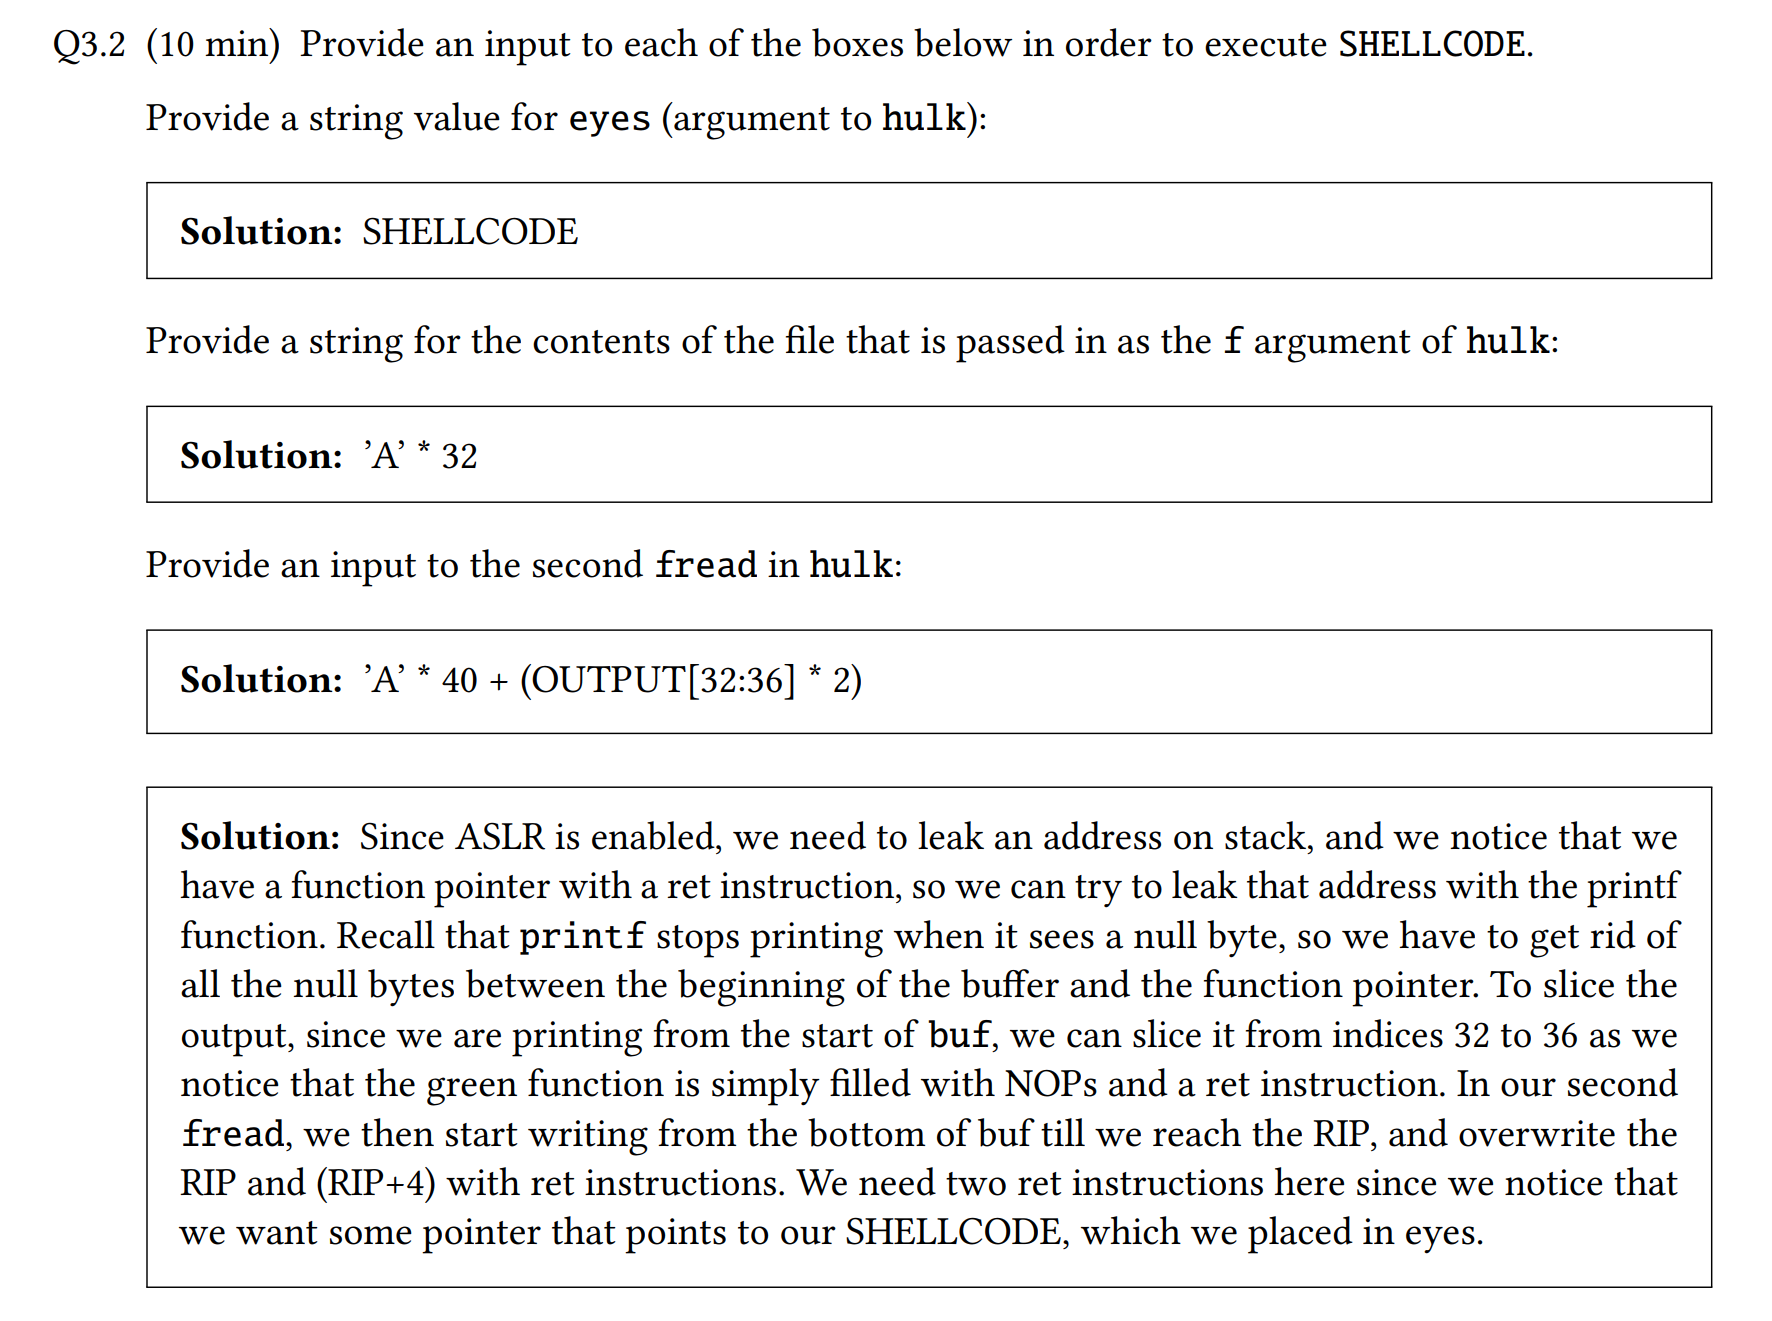 Q3.2 (10 min) Provide an input to each of the boxes below in order to execute SHELLCODE.
Provide a string value for eyes (argument to hulk):
Solution: SHELLCODE
Provide a string for the contents of the file that is passed in as the f argument of hulk:
Solution: ’A’ * 32
Provide an input to the second fread in hulk:
Solution: ’A’ * 40 + (OUTPUT[32:36] * 2)
Solution: Since ASLR is enabled, we need to leak an address on stack, and we notice that we
have a function pointer with a ret instruction, so we can try to leak that address with the printf
function. Recall that printf stops printing when it sees a null byte, so we have to get rid of
all the null bytes between the beginning of the buffer and the function pointer. To slice the
output, since we are printing from the start of buf, we can slice it from indices 32 to 36 as we
notice that the green function is simply filled with NOPs and a ret instruction. In our second
fread, we then start writing from the bottom of buf till we reach the RIP, and overwrite the
RIP and (RIP+4) with ret instructions. We need two ret instructions here since we notice that
we want some pointer that points to our SHELLCODE, which we placed in eyes.